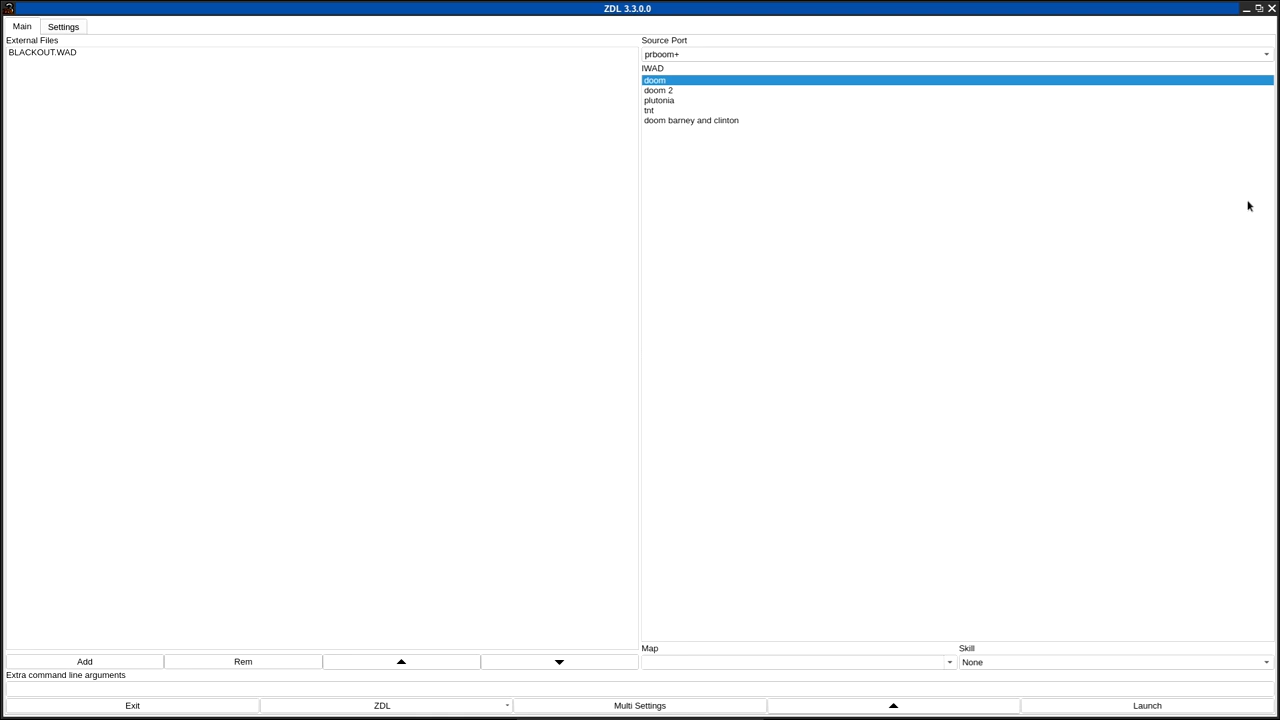 ZDL 3.3.0.0
Main
Settings
External Files
BLACKOUT.WAD
Source Port
prboom+
IWAD
doom
doom 2
plutonia
tnt
doom barney and clinton
Map
Skill
None
Add
Rem
Extra command line arguments
Exit
ZDL
Multi Settings
Launch